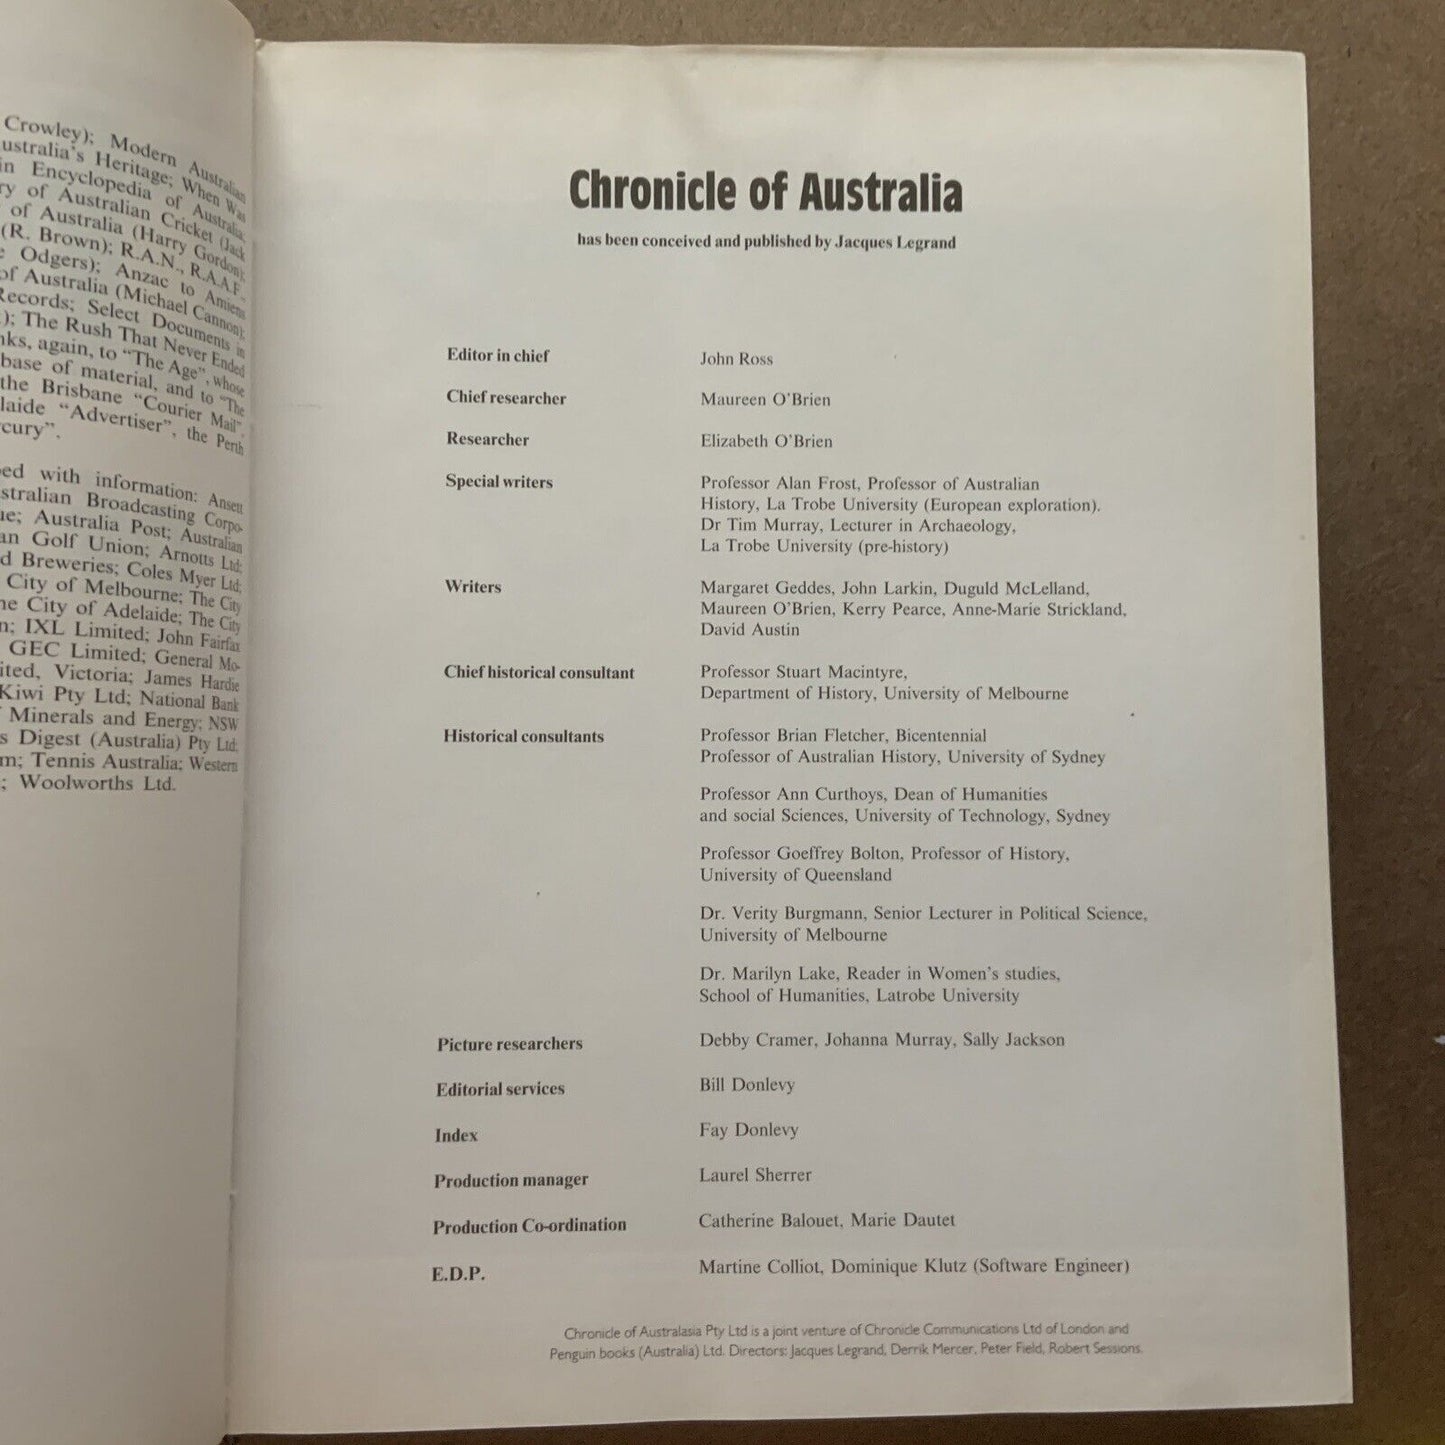 Crowley); Modern Australian
ustralia's Heritage; When Was
in Encyclopedia of Australia;
ry of Australian Cricket (Jack
of Australia (Harry Gordon);
(R. Brown); R.A.N., R.A.A.F.
Odgers); Anzac to Amiens
of Australia (Michael Cannon);
Records; Select Documents in
); The Rush That Never Ended
nks, again, to "The Age", whose
base of material, and to "The
the Brisbane "Courier Mail",
laide "Advertiser", the Perth
rcury".
ped with information: Ansett
stralian Broadcasting Corpo-
ue; Australia Post; Australian
an Golf Union; Arnotts Ltd;
d Breweries; Coles Myer Ltd;
City of Melbourne; The City
he City of Adelaide; The City
n; IXL Limited; John Fairfax
GEC Limited; General Mo-
ited, Victoria; James Hardie
Kiwi Pty Ltd; National Bank
f Minerals and Energy; NSW
s Digest (Australia) Pty Ltd;
m; Tennis Australia; Western
; Woolworths Ltd.
Chronicle of Australia
has been conceived and published by Jacques Legrand
Editor in chief John Ross
Chief researcher Maureen O'Brien
Researcher Elizabeth O'Brien
Special writers Professor Alan Frost, Professor of Australian
History, La Trobe University (European exploration).
Dr Tim Murray, Lecturer in Archaeology,
La Trobe University (pre-history)
Writers Margaret Geddes, John Larkin, Duguld McLelland,
Maureen O'Brien, Kerry Pearce, Anne-Marie Strickland,
David Austin
Chief historical consultant Professor Stuart Macintyre,
Department of History, University of Melbourne
Historical consultants Professor Brian Fletcher, Bicentennial
Professor of Australian History, University of Sydney
Professor Ann Curthoys, Dean of Humanities
and social Sciences, University of Technology, Sydney
Professor Goeffrey Bolton, Professor of History,
University of Queensland
Dr. Verity Burgmann, Senior Lecturer in Political Science,
University of Melbourne
Dr. Marilyn Lake, Reader in Women's studies,
School of Humanities, Latrobe University
Picture researchers Debby Cramer, Johanna Murray, Sally Jackson
Editorial services Bill Donlevy
Index Fay Donlevy
Production manager Laurel Sherrer
Production Co-ordination Catherine Balouet, Marie Dautet
E.D.P. Martine Colliot, Dominique Klutz (Software Engineer)
Chronicle of Australasia Pty Ltd is a joint venture of Chronicle Communications Ltd of London and
Penguin books (Australia) Ltd. Directors: Jacques Legrand, Derrik Mercer, Peter Field, Robert Sessions.